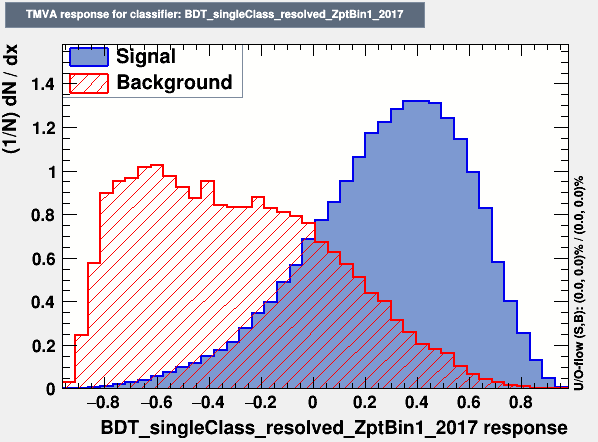 TMVA response for classifier: BDT_singleClass_resolved_ZptBin1_2017
Signal
Background
(1/N) dN / dx
1.4
1.2
1
0.8
0.6
0.4
0.2
0
−0.8 −0.6 −0.4 −0.2 0 0.2 0.4 0.6 0.8
BDT_singleClass_resolved_ZptBin1_2017 response
U/O-flow (S,B): (0.0, 0.0)% / (0.0, 0.0)%